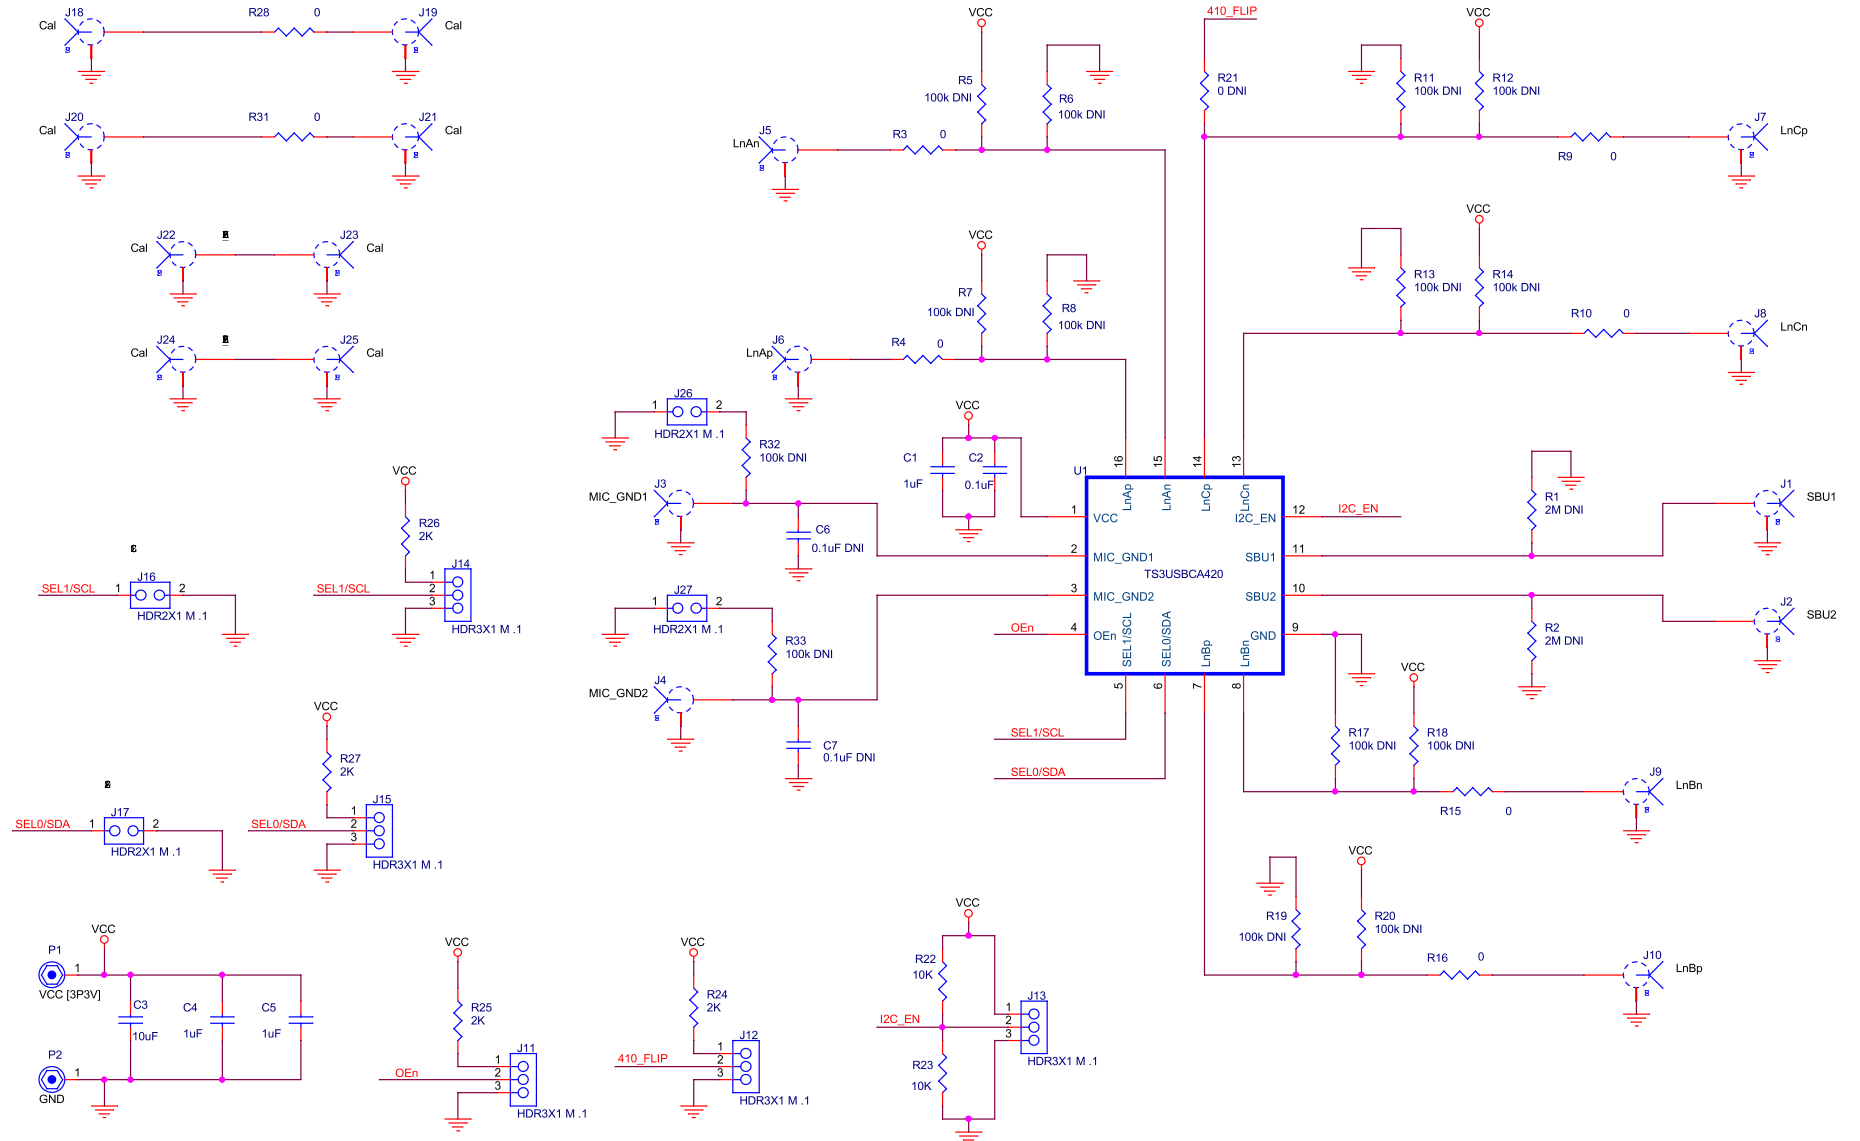 J18 R28 0 J19
Cal Cal
J20 R31 0 J21
Cal Cal
J22 J23
Cal Cal
J24 J25
Cal Cal
VCC
R5
100k DNI
R6
100k DNI
J5
LnAn
R3 0
VCC
R7
100k DNI
R8
100k DNI
J6
LnAp
R4 0
410_FLIP
R21
0 DNI
VCC
R11
100k DNI
R12
100k DNI
J7
LnCp
R9 0
VCC
R13
100k DNI
R14
100k DNI
R10 0
J8
LnCn
J26
1 2
HDR2X1 M .1
R32
100k DNI
J3
MIC_GND1
C6
0.1uF DNI
J27
1 2
HDR2X1 M .1
R33
100k DNI
J4
MIC_GND2
C7
0.1uF DNI
VCC
C1
1uF
C2
0.1uF
U1
TS3USBCA420
16 15 14 13
LnAp LnAn LnCp LnCn
1 VCC
2 MIC_GND1
3 MIC_GND2
4 OEn
OEn
I2C_EN 12
I2C_EN
SBU1 11
SBU2 10
GND 9
SEL1/SCL SEL0/SDA LnBp LnBn
5 6 7 8
SEL1/SCL
SEL0/SDA
R1
2M DNI
J1
SBU1
R2
2M DNI
J2
SBU2
VCC
R17
100k DNI
R18
100k DNI
R15 0
J9
LnBn
VCC
R19
100k DNI
R20
100k DNI
R16 0
J10
LnBp
SEL1/SCL
J16
1 2
HDR2X1 M .1
VCC
R26
2K
SEL1/SCL
J14
1
2
3
HDR3X1 M .1
SEL0/SDA
J17
1 2
HDR2X1 M .1
VCC
R27
2K
SEL0/SDA
J15
1
2
3
HDR3X1 M .1
P1
1
VCC [3P3V]
VCC
C3
10uF
C4
1uF
C5
1uF
P2
1
GND
VCC
R25
2K
OEn
J11
1
2
3
HDR3X1 M .1
VCC
R24
2K
410_FLIP
J12
1
2
3
HDR3X1 M .1
VCC
R22
10K
I2C_EN
R23
10K
J13
1
2
3
HDR3X1 M .1